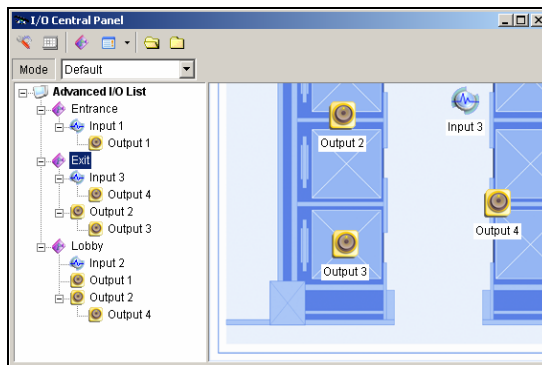 I/O Central Panel
Mode Default
Advanced I/O List
Entrance
Input 1
Output 1
Exit
Input 3
Output 4
Output 2
Output 3
Lobby
Input 2
Output 1
Output 2
Output 4
Output 2
Input 3
Output 4
Output 3